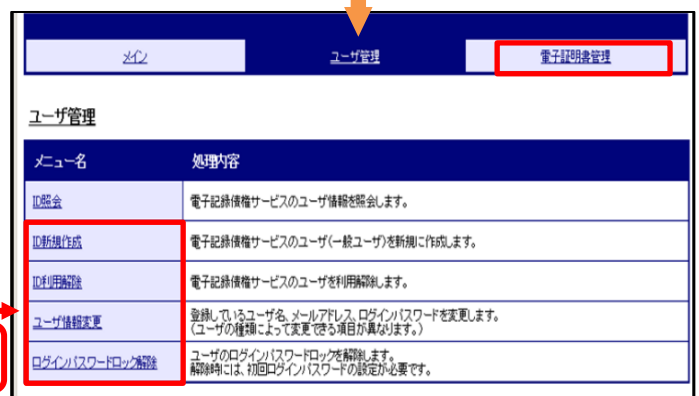 メイン
ユーザ管理
電子証明書管理
ユーザ管理
メニュー名
処理内容
ID照会
電子記録債権サービスのユーザ情報を照会します。
ID新規作成
電子記録債権サービスのユーザ(一般ユーザ)を新規に作成します。
ID利用解除
電子記録債権サービスのユーザを利用解除します。
ユーザ情報変更
登録しているユーザ名、メールアドレス、ログインパスワードを変更します。
(ユーザの種類によって変更できる項目が異なります。)
ログインパスワードロック解除
ユーザのログインパスワードロックを解除します。
解除時には、初回ログインパスワードの設定が必要です。